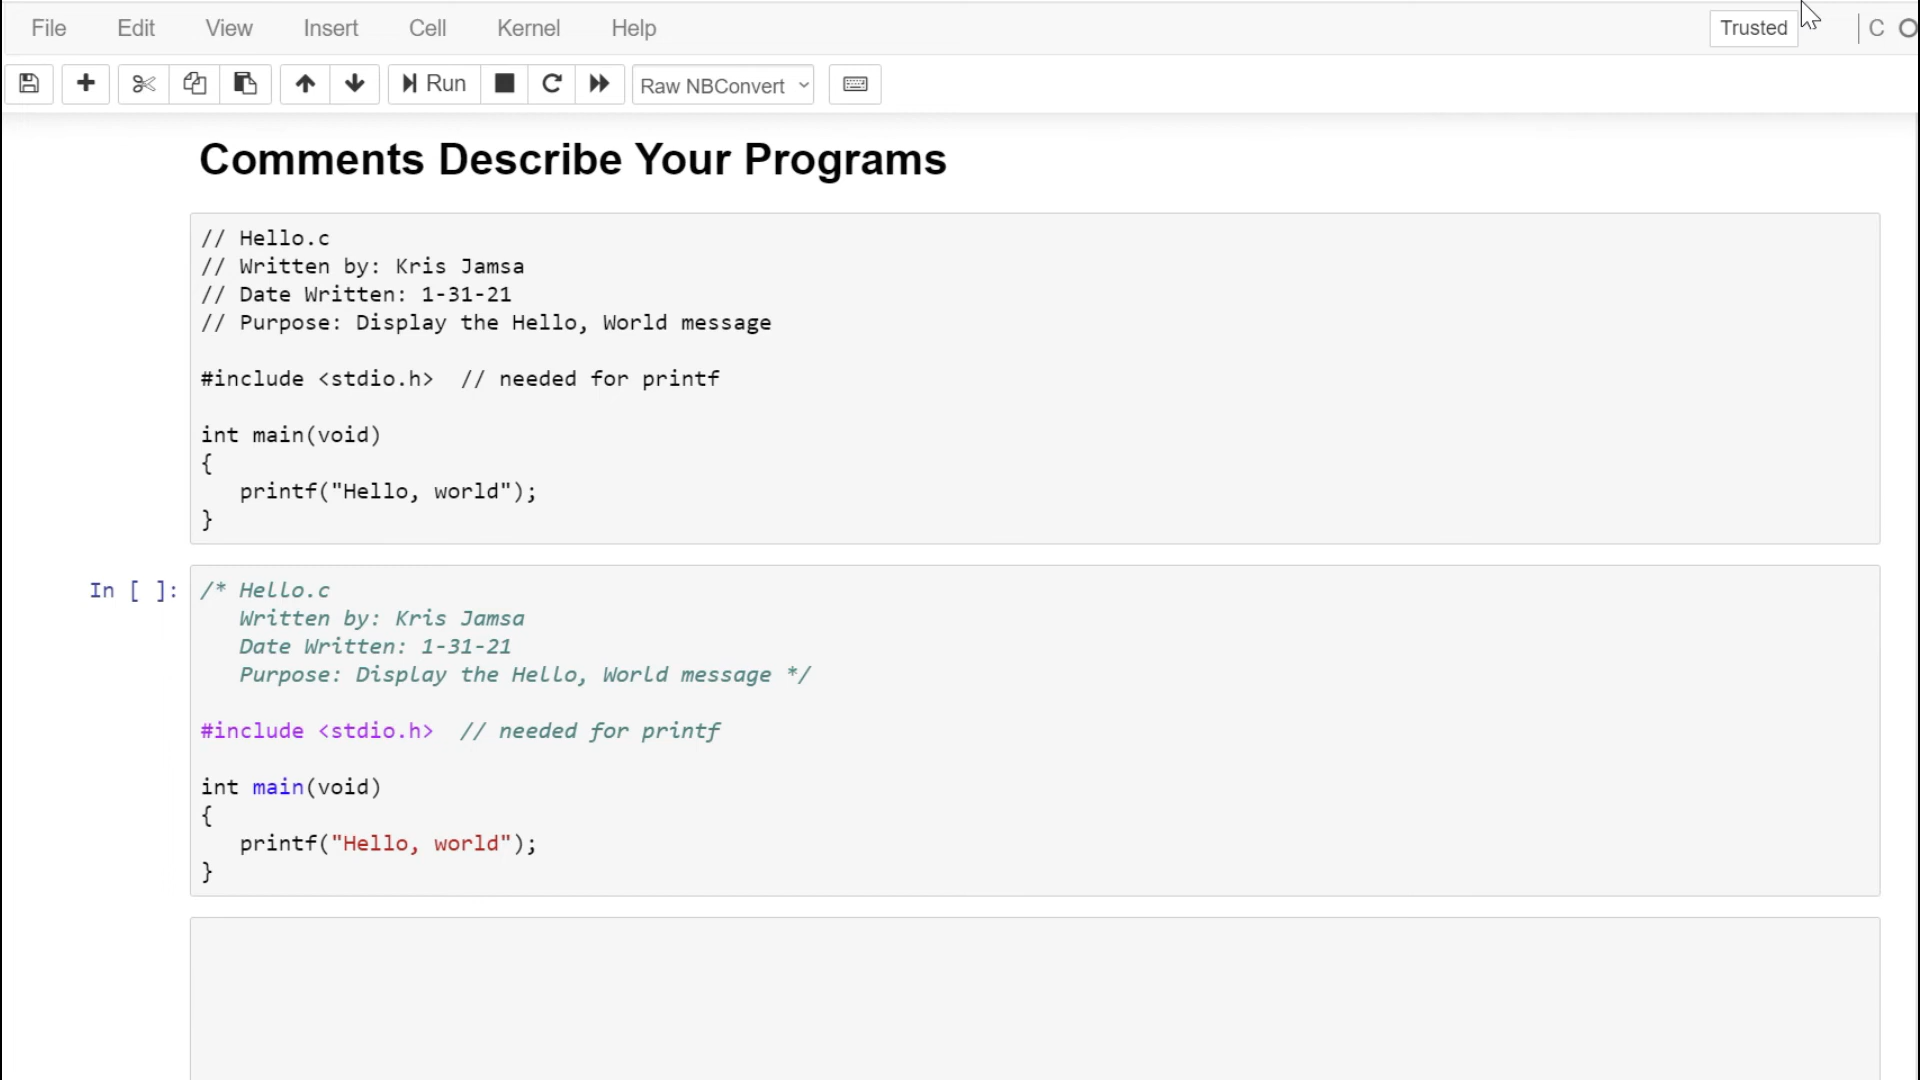 File Edit View Insert Cell Kernel Help Trusted C
Run Raw NBConvert
Comments Describe Your Programs
// Hello.c
// Written by: Kris Jamsa
// Date Written: 1-31-21
// Purpose: Display the Hello, World message
#include <stdio.h>  // needed for printf
int main(void)
{
   printf("Hello, world");
}
In [ ]: /* Hello.c
   Written by: Kris Jamsa
   Date Written: 1-31-21
   Purpose: Display the Hello, World message */
#include <stdio.h>  // needed for printf
int main(void)
{
   printf("Hello, world");
}